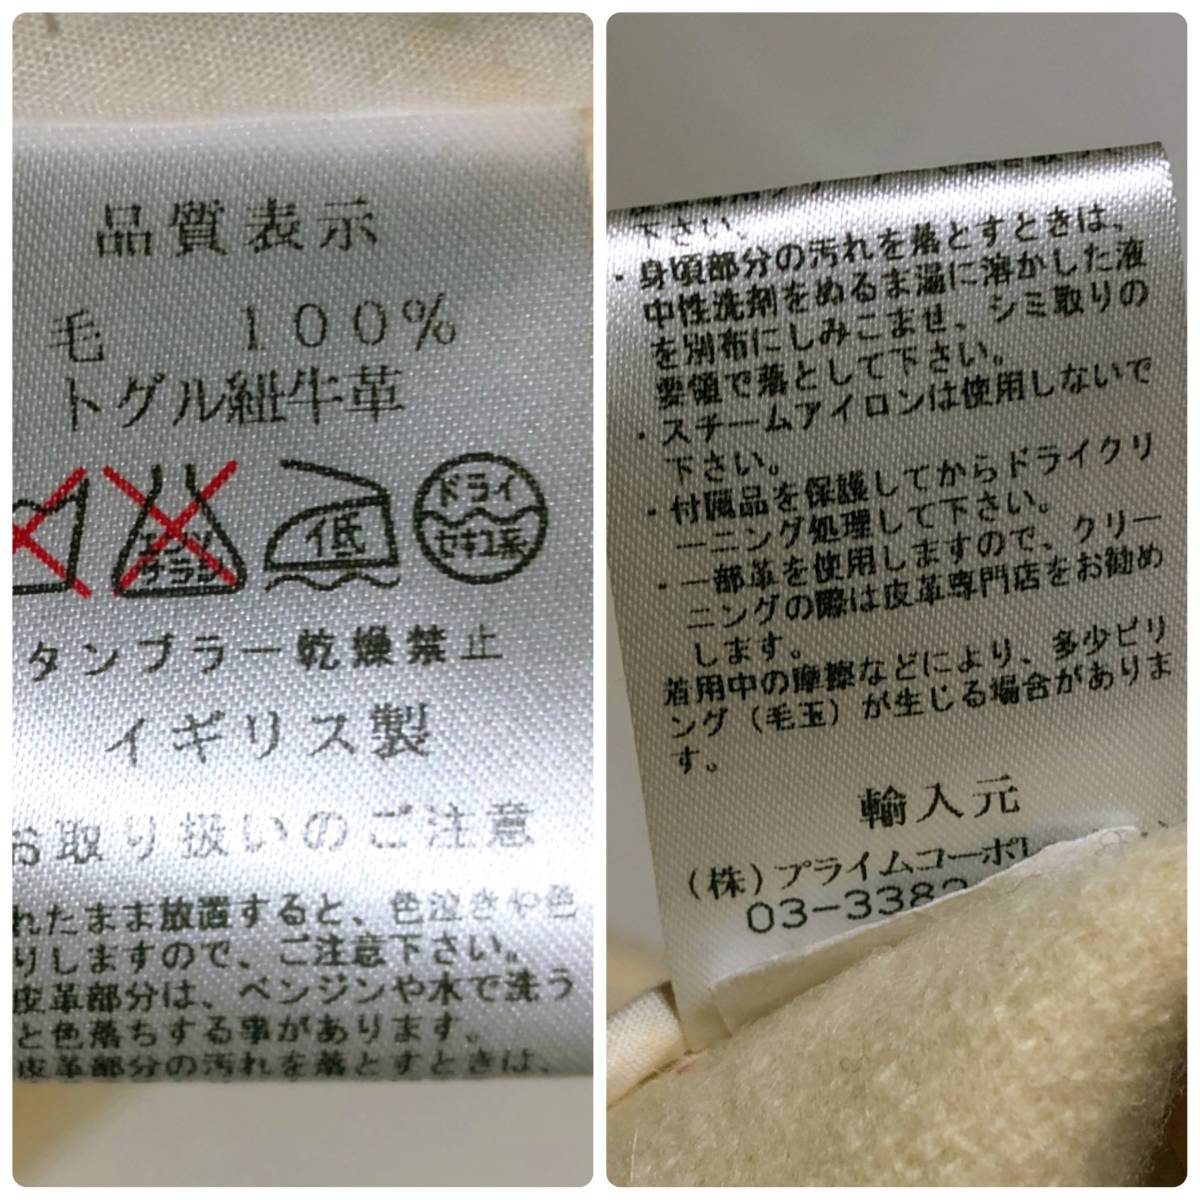 品質表示
毛 100%
トグル紐牛革
エンソ
サラシ
低
ドライ
セキユ系
タンブラー乾燥禁止
イギリス製
お取り扱いのご注意
れたまま放置すると、色泣きや色
りしますので、ご注意下さい。
皮革部分は、ベンジンや水で洗う
と色落ちする事があります。
皮革部分の汚れを落とすときは、
下さい。
・身頃部分の汚れを落とすときは、
中性洗剤をぬるま湯に溶かした液
を別布にしみこませ、シミ取りの
要領で落として下さい。
・スチームアイロンは使用しないで
下さい。
・付属品を保護してからドライクリ
ーニング処理して下さい。
・一部革を使用しますので、クリー
ニングの際は皮革専門店をお勧め
します。
着用中の摩擦などにより、多少ピリ
ング（毛玉）が生じる場合がありま
す。
輸入元
（株）プライムコーポレ
03-3382